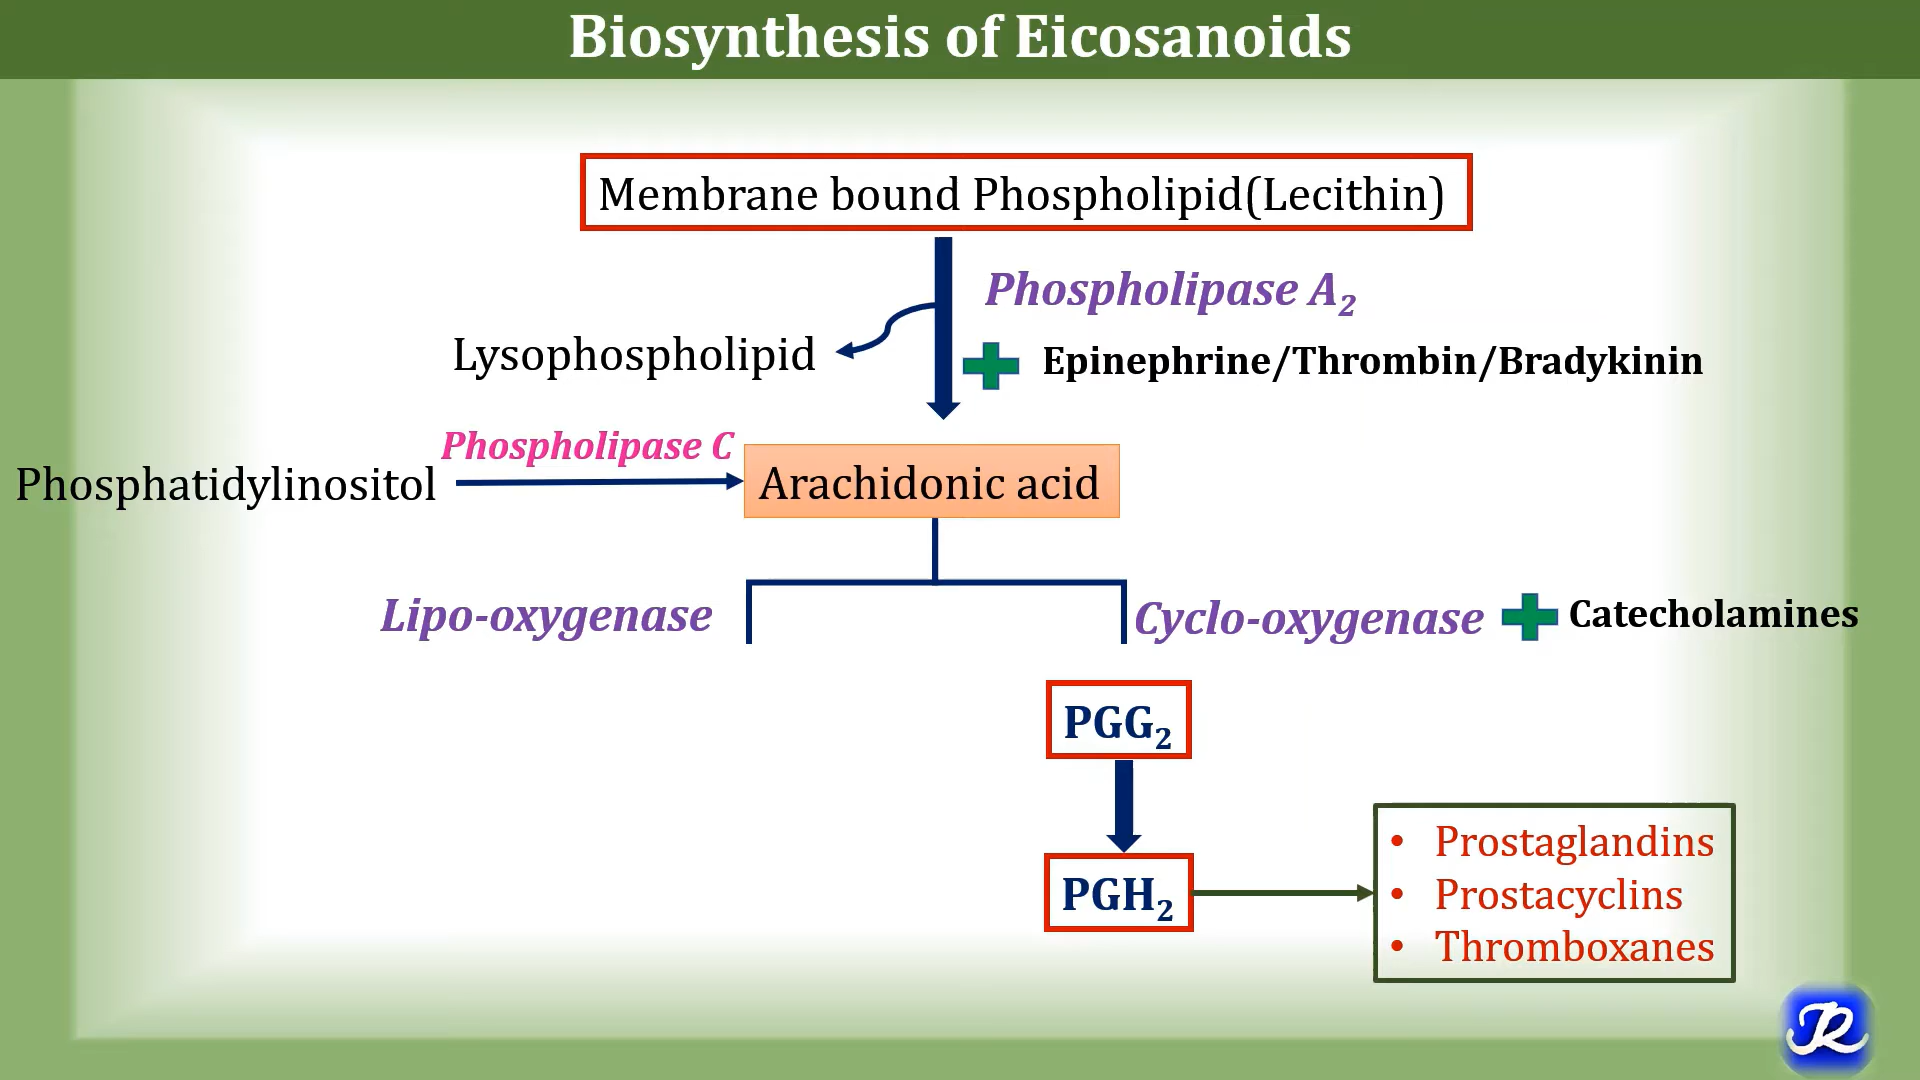 Biosynthesis of Eicosanoids
Membrane bound Phospholipid(Lecithin)
Phospholipase A₂
Lysophospholipid
Epinephrine/Thrombin/Bradykinin
Phospholipase C
Phosphatidylinositol
Arachidonic acid
Lipo-oxygenase
Cyclo-oxygenase
Catecholamines
PGG₂
PGH₂
• Prostaglandins
• Prostacyclins
• Thromboxanes
JR